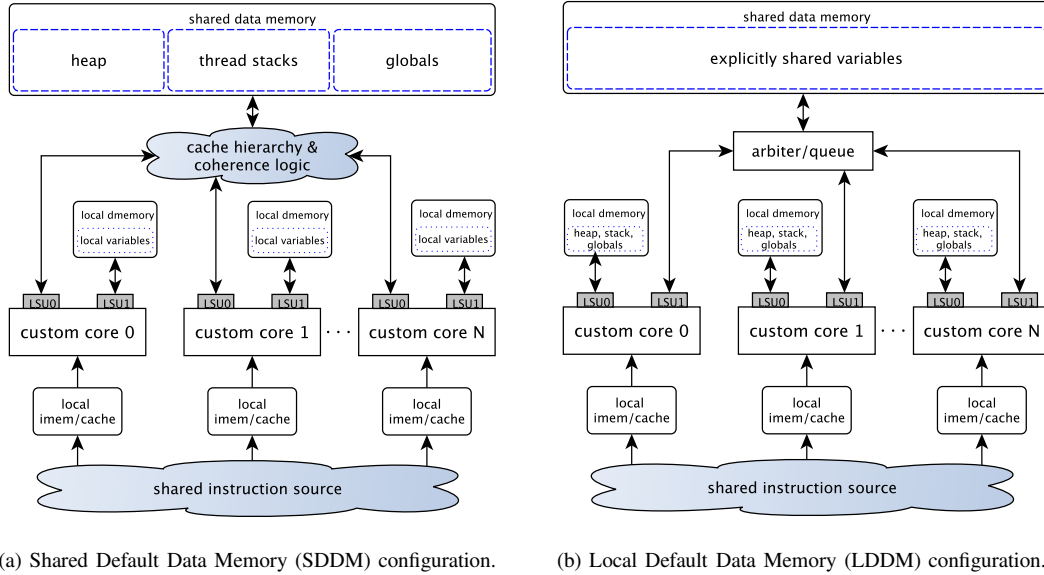 shared data memory
heap
thread stacks
globals
cache hierarchy &
coherence logic
local dmemory
local variables
local dmemory
local variables
local dmemory
local variables
LSU0
LSU1
LSU0
LSU1
LSU0
LSU1
custom core 0
custom core 1
· · ·
custom core N
local
imem/cache
local
imem/cache
local
imem/cache
shared instruction source
(a) Shared Default Data Memory (SDDM) configuration.
shared data memory
explicitly shared variables
arbiter/queue
local dmemory
heap, stack,
globals
local dmemory
heap, stack,
globals
local dmemory
heap, stack,
globals
LSU0
LSU1
LSU0
LSU1
LSU0
LSU1
custom core 0
custom core 1
· · ·
custom core N
local
imem/cache
local
imem/cache
local
imem/cache
shared instruction source
(b) Local Default Data Memory (LDDM) configuration.